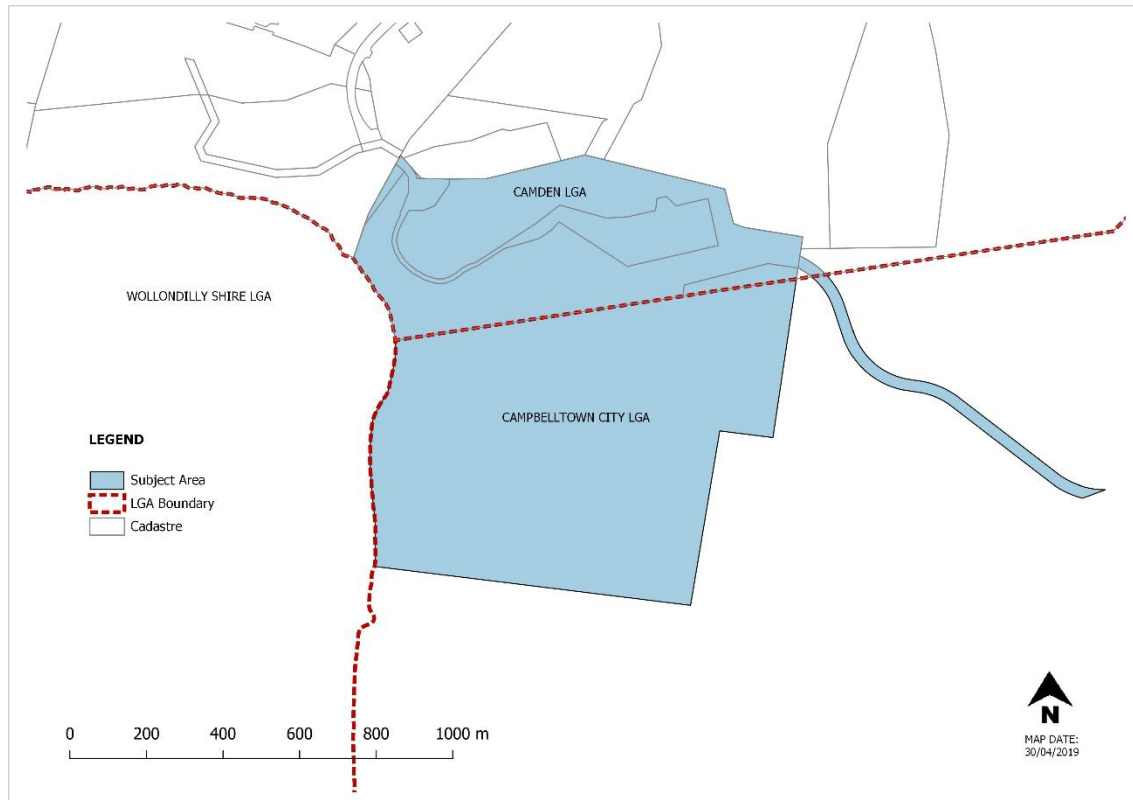 CAMDEN LGA
WOLLONDILLY SHIRE LGA
CAMPBELLTOWN CITY LGA
LEGEND
Subject Area
LGA Boundary
Cadastre
0 200 400 600 800 1000 m
N
MAP DATE:
30/04/2019